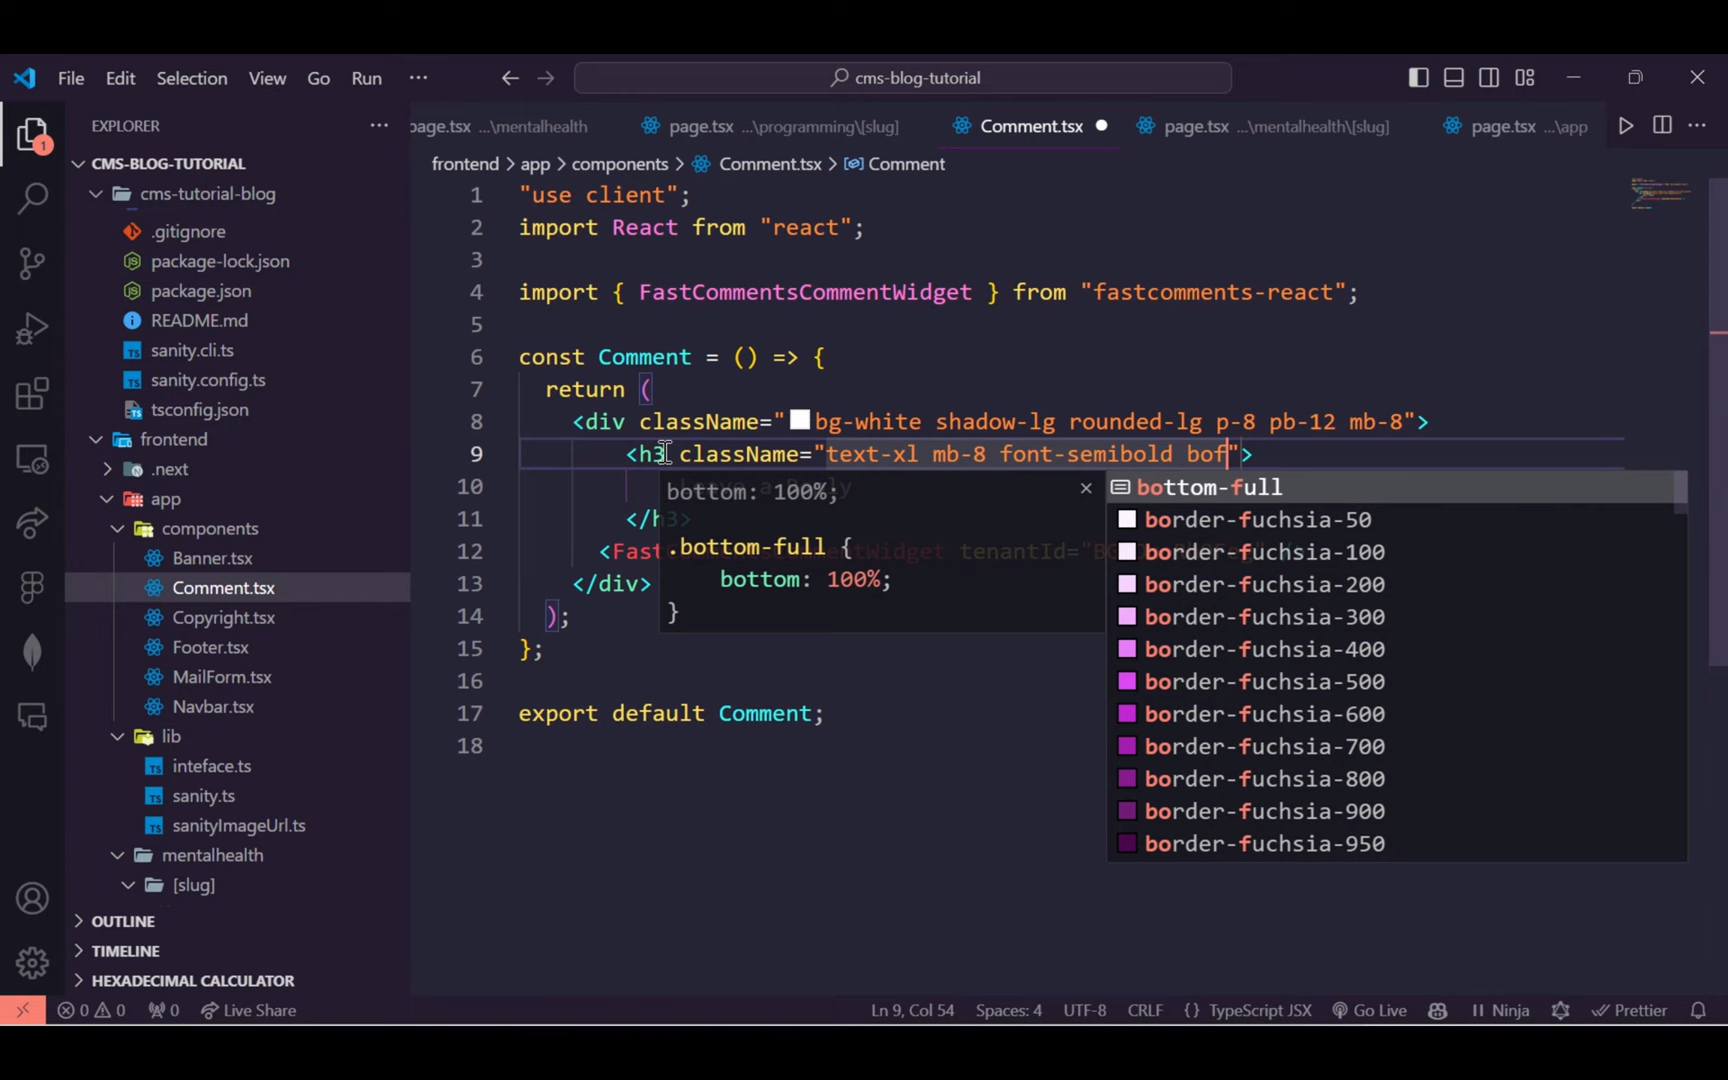 File Edit Selection View Go Run ···
cms-blog-tutorial
EXPLORER ···
page.tsx ...\mentalhealth
page.tsx ...\programming\[slug]
Comment.tsx
page.tsx ...\mentalhealth\[slug]
page.tsx ...\app
CMS-BLOG-TUTORIAL
cms-tutorial-blog
.gitignore
package-lock.json
package.json
README.md
sanity.cli.ts
sanity.config.ts
tsconfig.json
frontend
.next
app
components
Banner.tsx
Comment.tsx
Copyright.tsx
Footer.tsx
MailForm.tsx
Navbar.tsx
lib
inteface.ts
sanity.ts
sanityImageUrl.ts
mentalhealth
[slug]
OUTLINE
TIMELINE
HEXADECIMAL CALCULATOR
1
frontend > app > components > Comment.tsx > Comment
1 "use client";
2 import React from "react";
3
4 import { FastCommentsCommentWidget } from "fastcomments-react";
5
6 const Comment = () => {
7 return (
8 <div className="bg-white shadow-lg rounded-lg p-8 pb-12 mb-8">
9 <h3 className="text-xl mb-8 font-semibold bof">
10 Leave a Reply
11 </h3>
12 <Fast mentWidget tenantId="
13 </div>
14 );
15 };
16
17 export default Comment;
18
bottom: 100%;
.bottom-full {
bottom: 100%;
}
bottom-full
border-fuchsia-50
border-fuchsia-100
border-fuchsia-200
border-fuchsia-300
border-fuchsia-400
border-fuchsia-500
border-fuchsia-600
border-fuchsia-700
border-fuchsia-800
border-fuchsia-900
border-fuchsia-950
0 0 0 Live Share
Ln 9, Col 54 Spaces: 4 UTF-8 CRLF {} TypeScript JSX Go Live Ninja Prettier